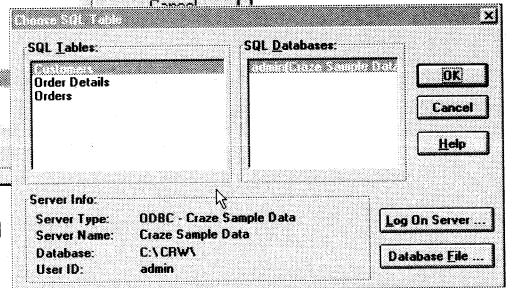 Cancel
Choose SQL Table
SQL Tables:
Customers
Order Details
Orders
SQL Databases:
admin(Craze Sample Data
OK
Cancel
Help
Server Info:
Server Type: ODBC - Craze Sample Data
Server Name: Craze Sample Data
Database: C:\CRW\
User ID: admin
Log On Server ...
Database File ...